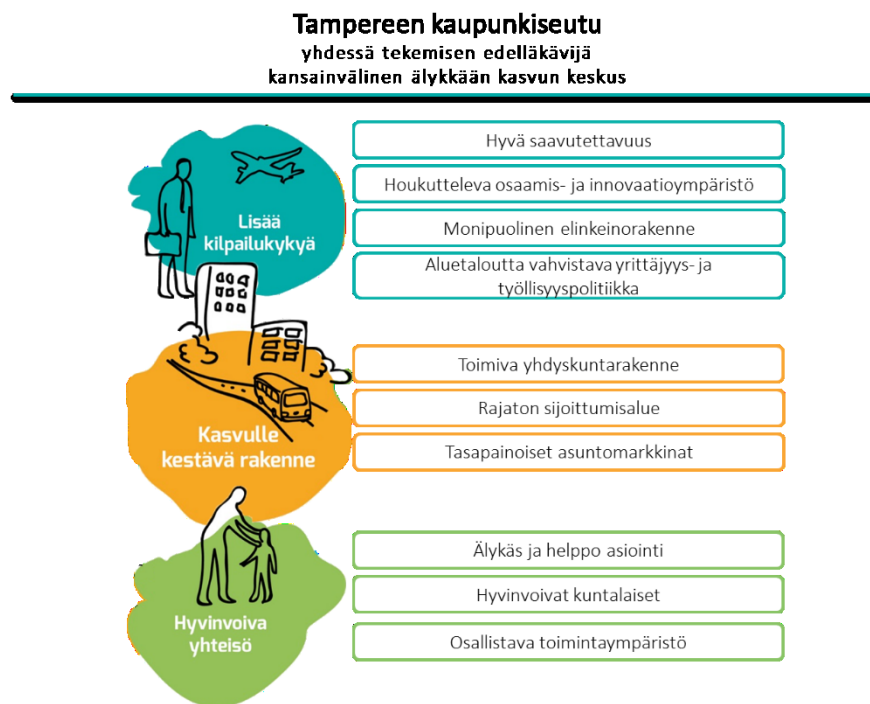 Tampereen kaupunkiseutu
yhdessä tekemisen edelläkävijä
kansainvälinen älykkään kasvun keskus
Lisää
kilpailukykyä
Hyvä saavutettavuus
Houkutteleva osaamis- ja innovaatioympäristö
Monipuolinen elinkeinorakenne
Aluetaloutta vahvistava yrittäjyys- ja
työllisyyspolitiikka
Kasvulle
kestävä rakenne
Toimiva yhdyskuntarakenne
Rajaton sijoittumisalue
Tasapainoiset asuntomarkkinat
Hyvinvoiva
yhteisö
Älykäs ja helppo asiointi
Hyvinvoivat kuntalaiset
Osallistava toimintaympäristö